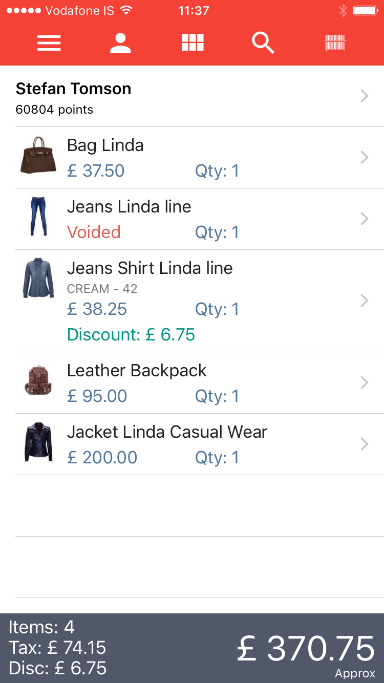 Vodafone IS 11:37
Stefan Tomson
60804 points
Bag Linda
£ 37.50 Qty: 1
Jeans Linda line
Voided Qty: 1
Jeans Shirt Linda line
CREAM - 42
£ 38.25 Qty: 1
Discount: £ 6.75
Leather Backpack
£ 95.00 Qty: 1
Jacket Linda Casual Wear
£ 200.00 Qty: 1
Items: 4
Tax: £ 74.15
Disc: £ 6.75
£ 370.75
Approx